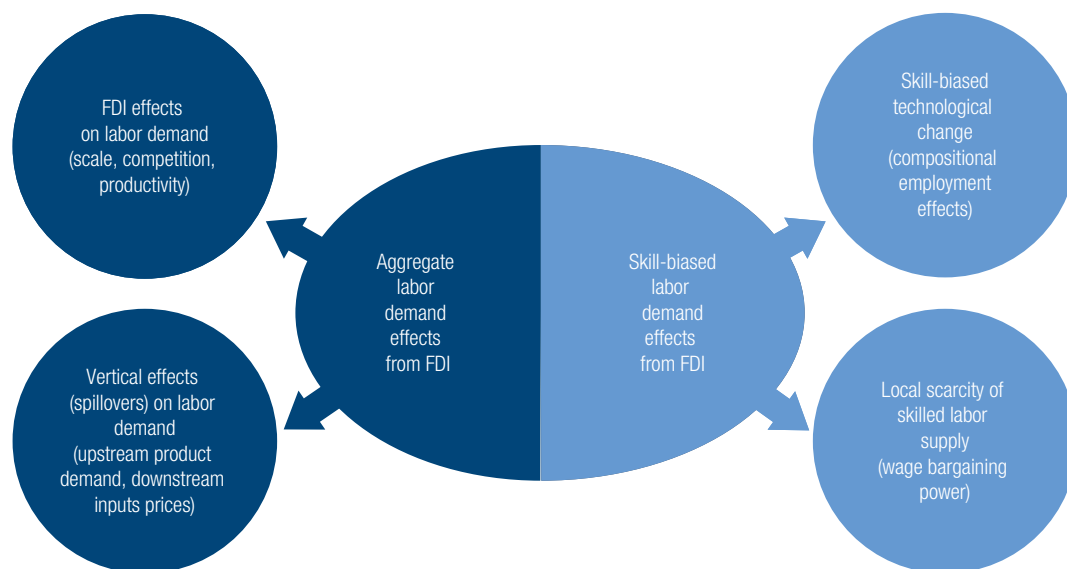 FDI effects
on labor demand
(scale, competition,
productivity)
Vertical effects
(spillovers) on labor
demand
(upstream product
demand, downstream
inputs prices)
Aggregate
labor
demand
effects
from FDI
Skill-biased
labor
demand
effects
from FDI
Skill-biased
technological
change
(compositional
employment
effects)
Local scarcity of
skilled labor
supply
(wage bargaining
power)